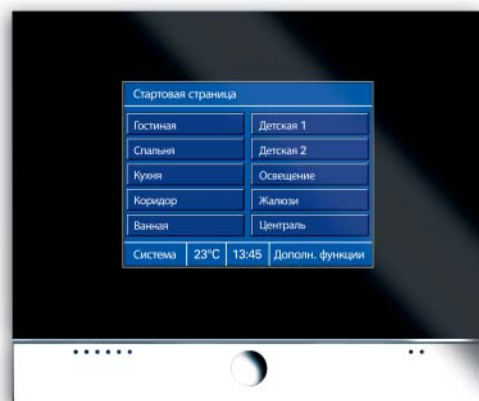 Стартовая страница
Гостиная Детская 1
Спальня Детская 2
Кухня Освещение
Коридор Жалюзи
Ванная Централь
Система 23°C 13:45 Дополн. функции